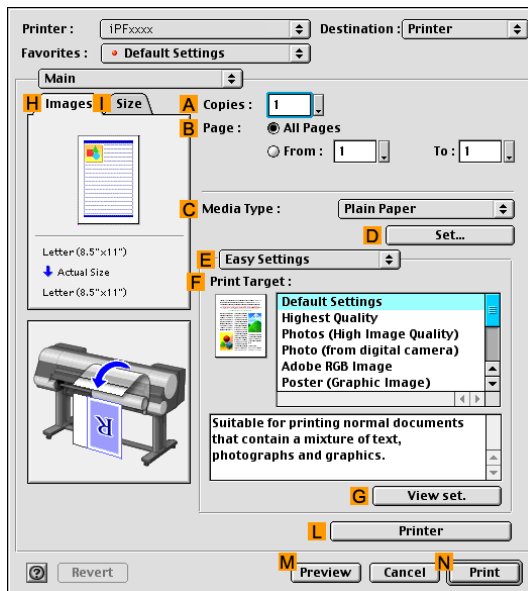 Printer : iPFxxxx Destination : Printer
Favorites : Default Settings
Main
H Images I Size
A Copies : 1
B Page : All Pages
From : 1 To : 1
C Media Type : Plain Paper
D Set...
Letter (8.5"x11")
Actual Size
Letter (8.5"x11")
E Easy Settings
F Print Target :
Default Settings
Highest Quality
Photos (High Image Quality)
Photo (from digital camera)
Adobe RGB Image
Poster (Graphic Image)
R
Suitable for printing normal documents
that contain a mixture of text,
photographs and graphics.
G View set.
L Printer
? Revert M Preview Cancel N Print